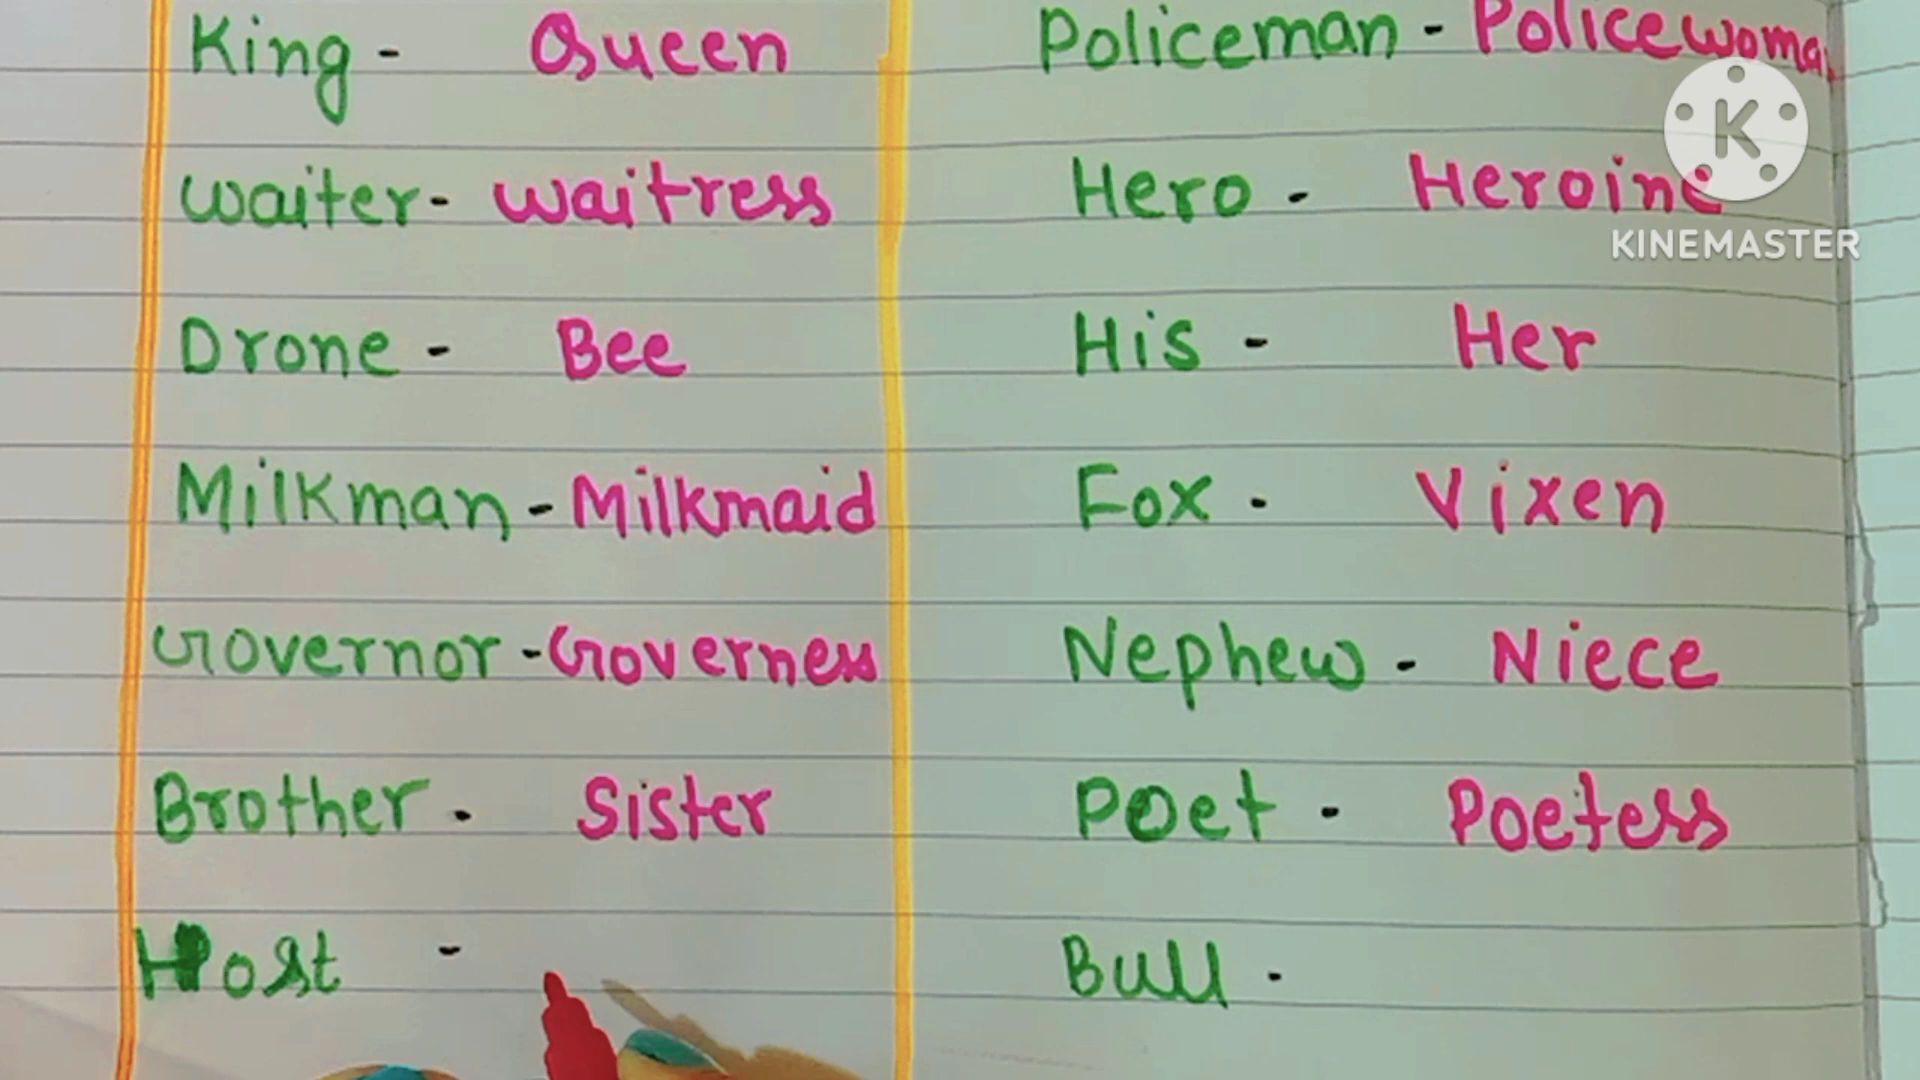 King - Queen
Policeman - Policewoma
Waiter - Waitress
Hero - Heroine
Drone - Bee
His - Her
Milkman - Milkmaid
Fox - Vixen
Governor - Governess
Nephew - Niece
Brother - Sister
Poet - Poetess
Host -
Bull -
K
KINEMASTER